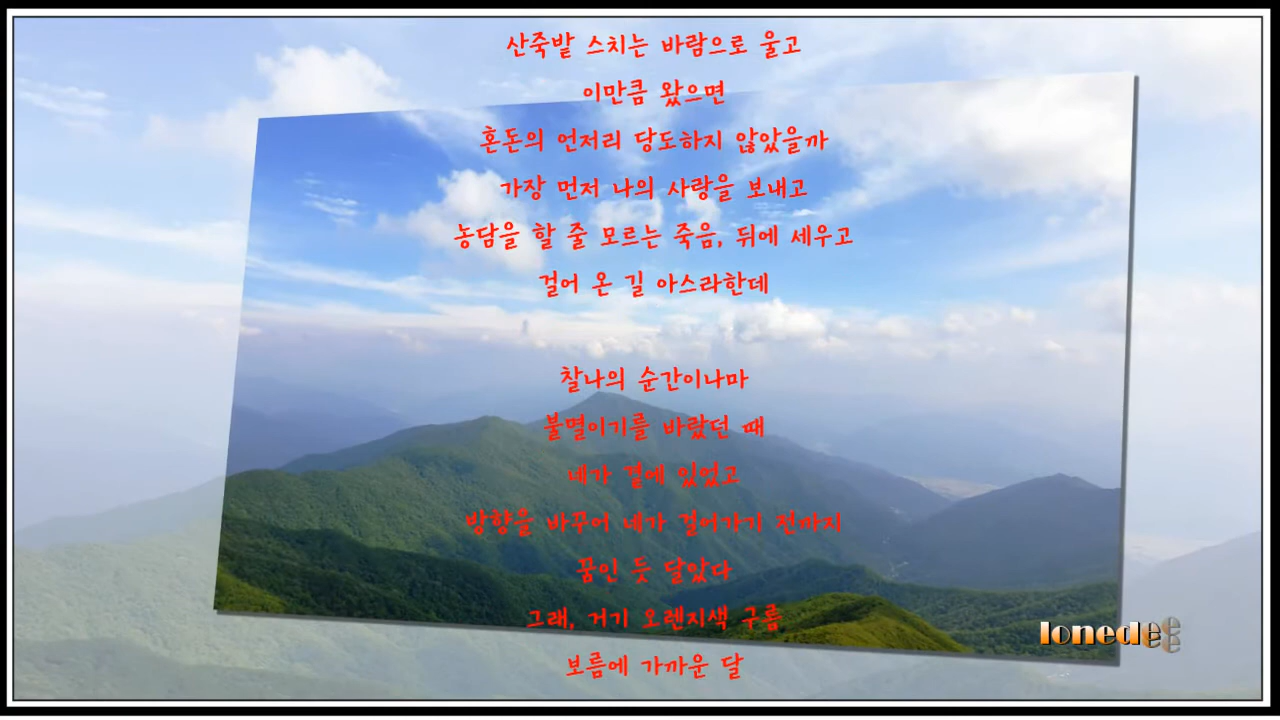 산죽밭 스치는 바람으로 울고
이만큼 왔으면
혼돈의 언저리 당도하지 않았을까
가장 먼저 나의 사랑을 보내고
농담을 할 줄 모르는 죽음, 뒤에 세우고
걸어 온 길 아스라한데
찰나의 순간이나마
불멸이기를 바랐던 때
네가 곁에 있었고
방향을 바꾸어 네가 걸어가기 전까지
꿈인 듯 달았다
그래, 거기 오렌지색 구름
보름에 가까운 달